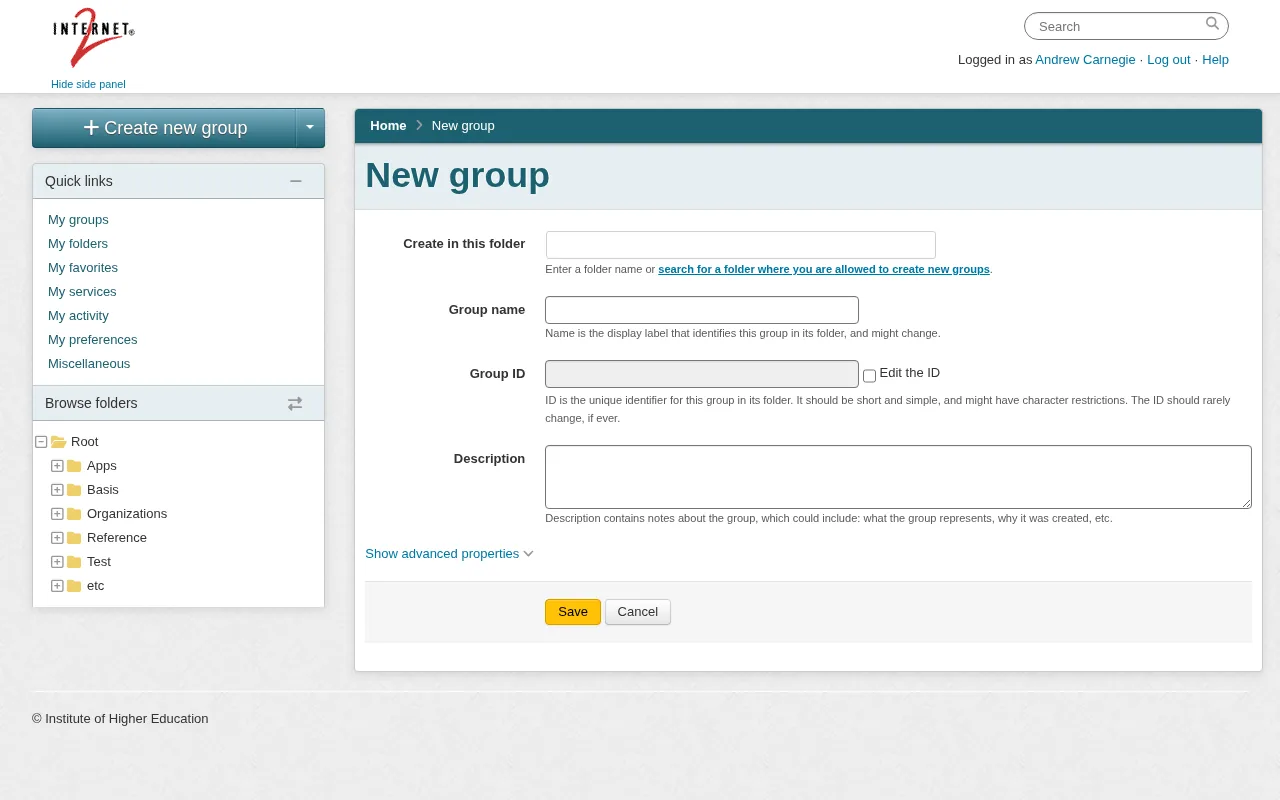 INTERNET®
2
Hide side panel
Search
Logged in as Andrew Carnegie · Log out · Help
Create new group
Quick links
My groups
My folders
My favorites
My services
My activity
My preferences
Miscellaneous
Browse folders
Root
Apps
Basis
Organizations
Reference
Test
etc
Home
New group
New group
Create in this folder
Enter a folder name or search for a folder where you are allowed to create new groups.
Group name
Name is the display label that identifies this group in its folder, and might change.
Group ID
Edit the ID
ID is the unique identifier for this group in its folder. It should be short and simple, and might have character restrictions. The ID should rarely
change, if ever.
Description
Description contains notes about the group, which could include: what the group represents, why it was created, etc.
Show advanced properties
Save
Cancel
© Institute of Higher Education